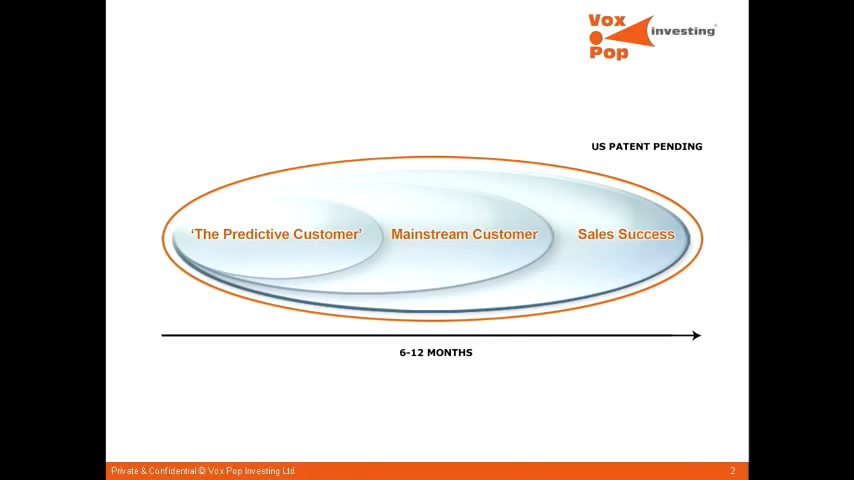 Vox
investing
Pop
US PATENT PENDING
‘The Predictive Customer’ Mainstream Customer Sales Success
6-12 MONTHS
Private & Confidential © Vox Pop Investing Ltd 2